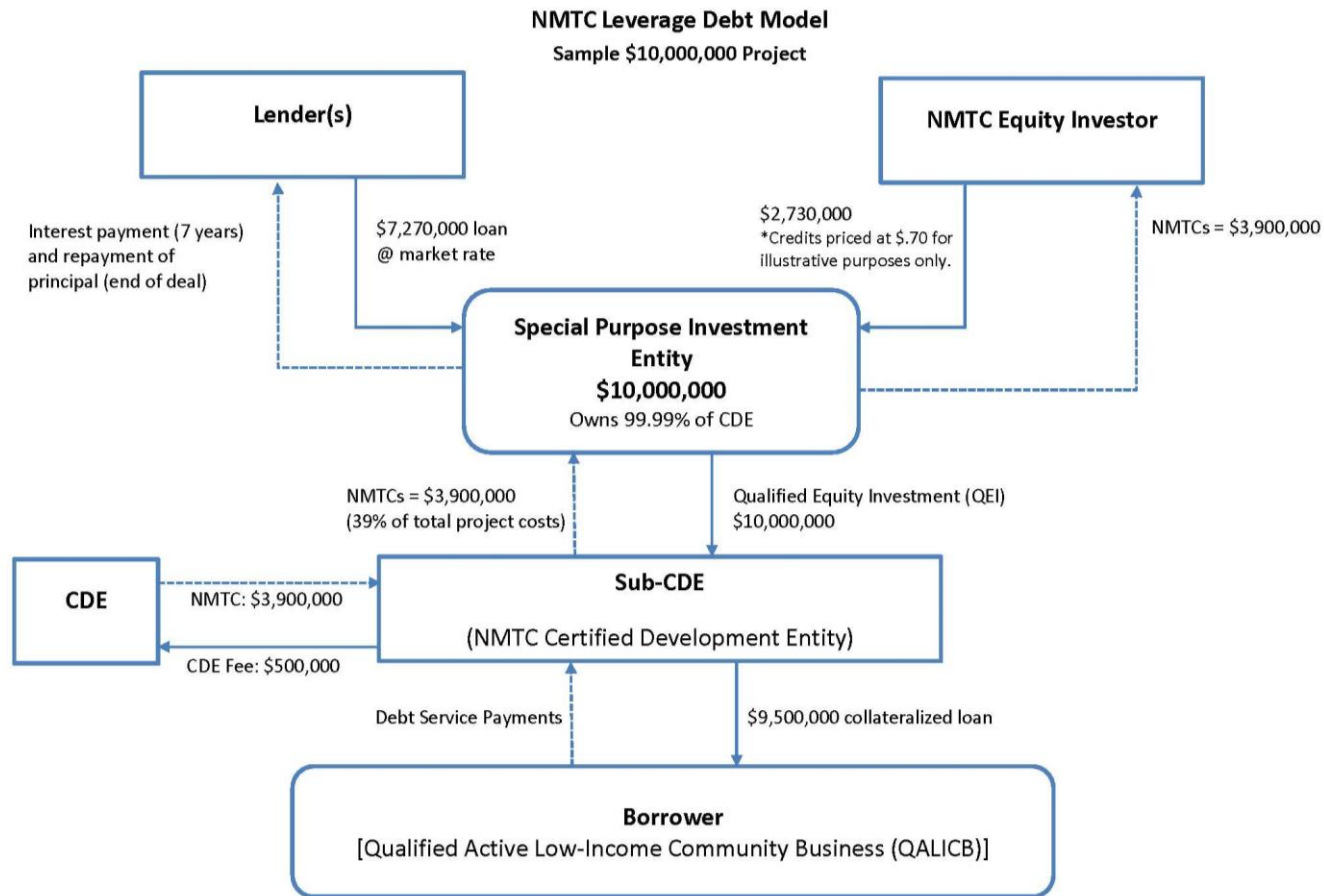 NMTC Leverage Debt Model
Sample $10,000,000 Project
Lender(s)
NMTC Equity Investor
Interest payment (7 years)
and repayment of
principal (end of deal)
$7,270,000 loan
@ market rate
$2,730,000
*Credits priced at $.70 for
illustrative purposes only.
NMTCs = $3,900,000
Special Purpose Investment
Entity
$10,000,000
Owns 99.99% of CDE
NMTCs = $3,900,000
(39% of total project costs)
Qualified Equity Investment (QEI)
$10,000,000
CDE
NMTC: $3,900,000
CDE Fee: $500,000
Sub-CDE
(NMTC Certified Development Entity)
Debt Service Payments
$9,500,000 collateralized loan
Borrower
[Qualified Active Low-Income Community Business (QALICB)]